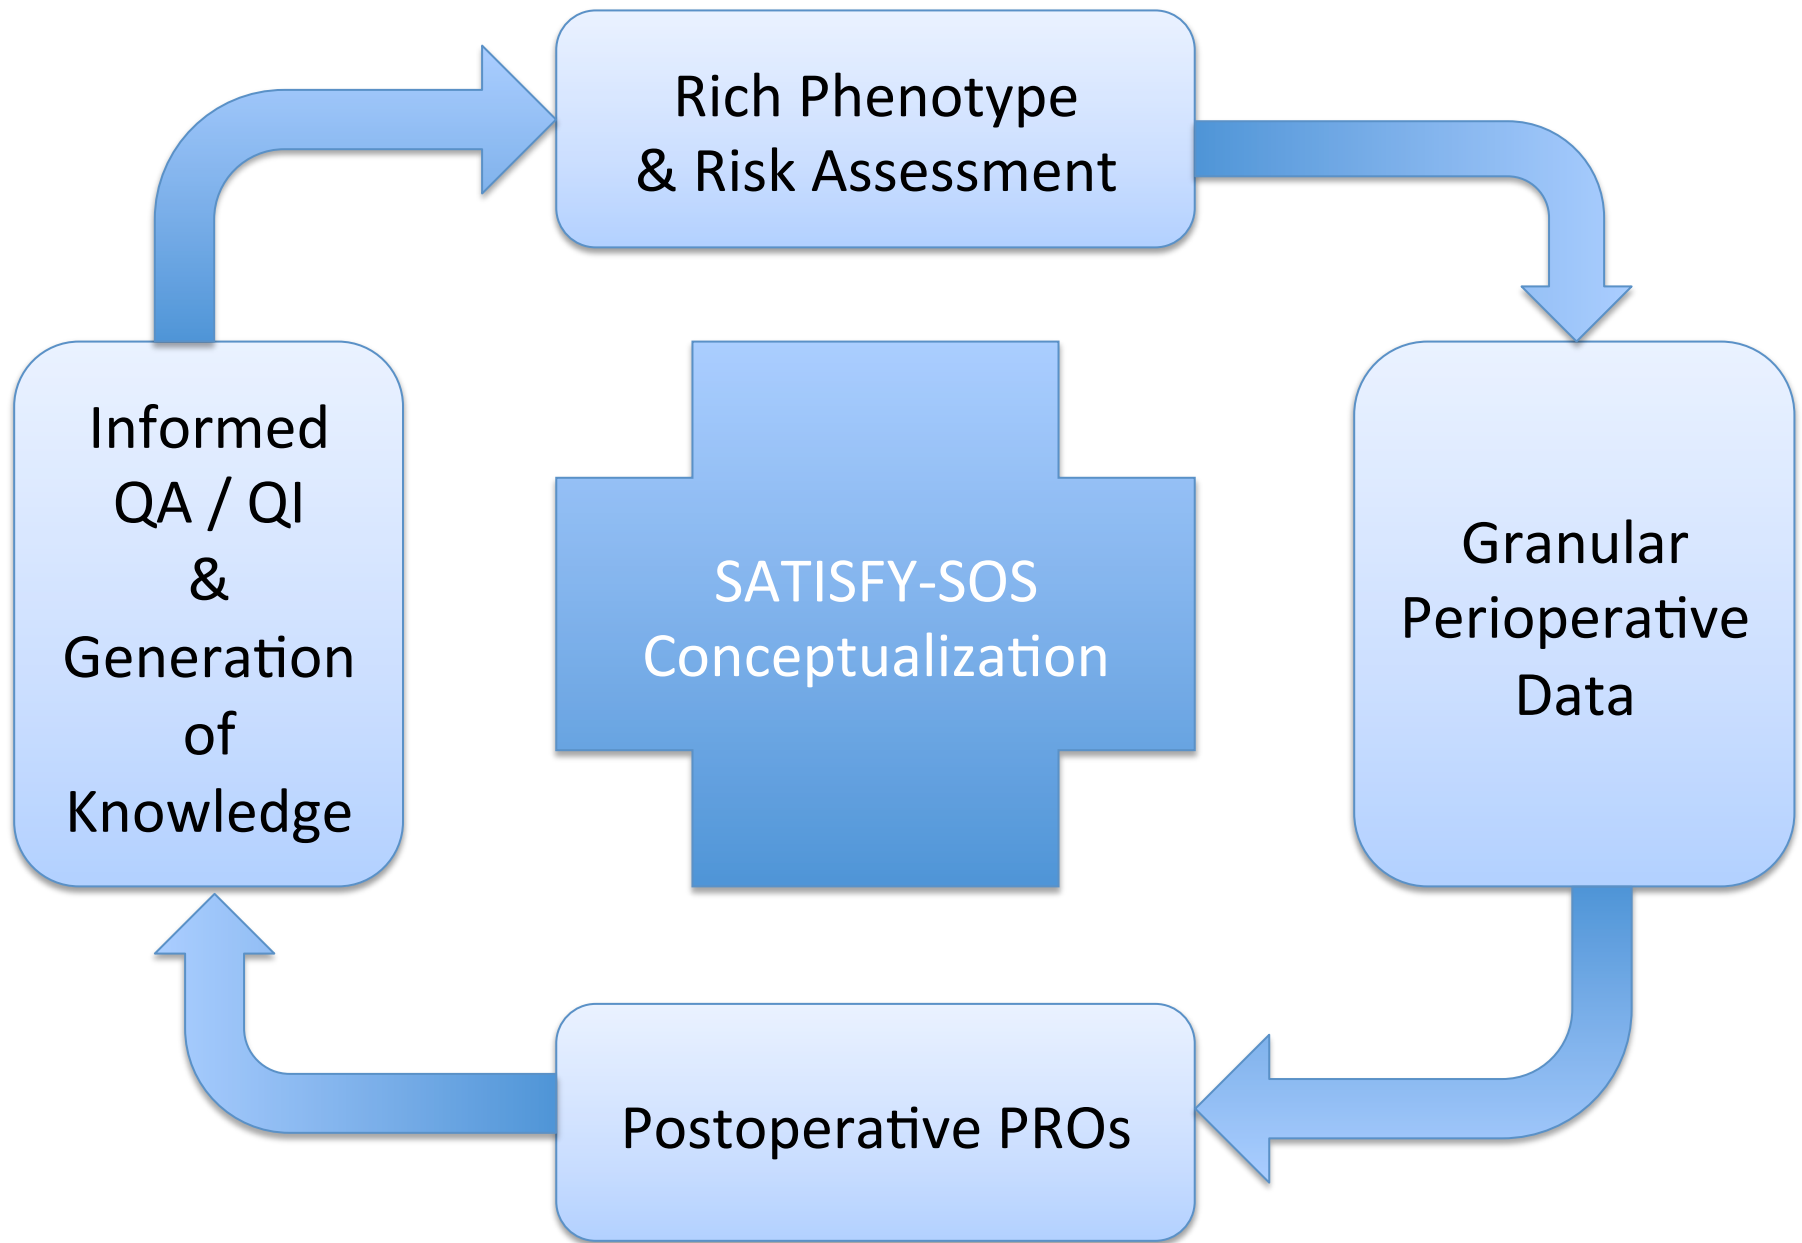 Rich Phenotype
& Risk Assessment
Informed
QA / QI
&
Generation
of
Knowledge
SATISFY-SOS
Conceptualization
Granular
Perioperative
Data
Postoperative PROs